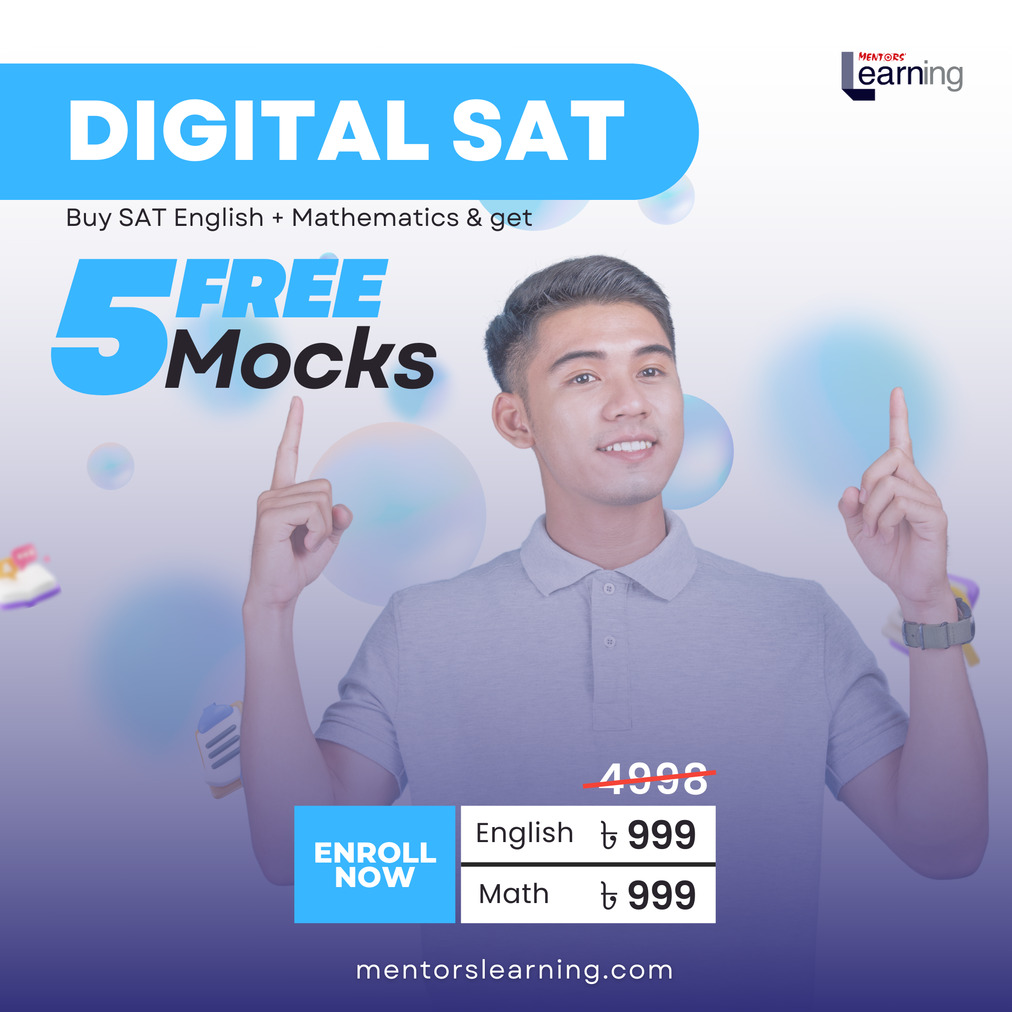 MENTORS'
Learning
DIGITAL SAT
Buy SAT English + Mathematics & get
5 FREE
Mocks
4998
ENROLL
NOW
English ৳ 999
Math ৳ 999
mentorslearning.com